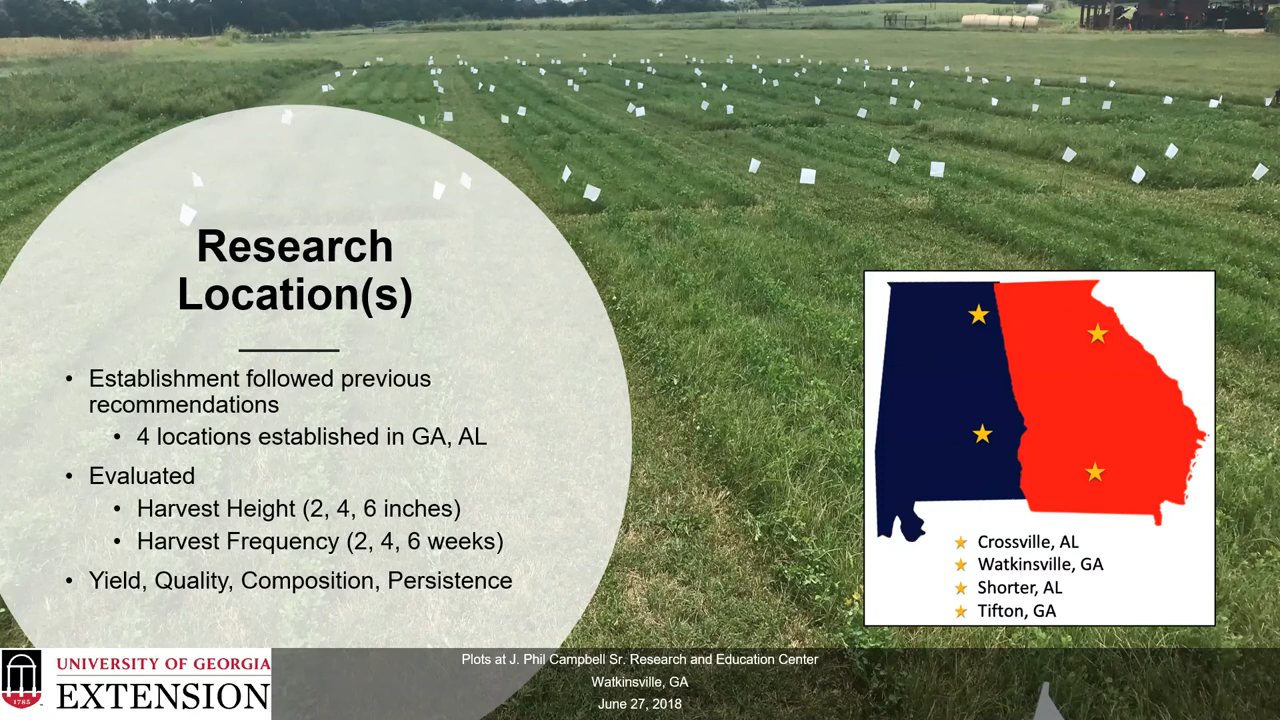 Research
Location(s)
• Establishment followed previous
recommendations
• 4 locations established in GA, AL
• Evaluated
• Harvest Height (2, 4, 6 inches)
• Harvest Frequency (2, 4, 6 weeks)
• Yield, Quality, Composition, Persistence
Crossville, AL
Watkinsville, GA
Shorter, AL
Tifton, GA
1785
UNIVERSITY OF GEORGIA
EXTENSION
Plots at J. Phil Campbell Sr. Research and Education Center
Watkinsville, GA
June 27, 2018